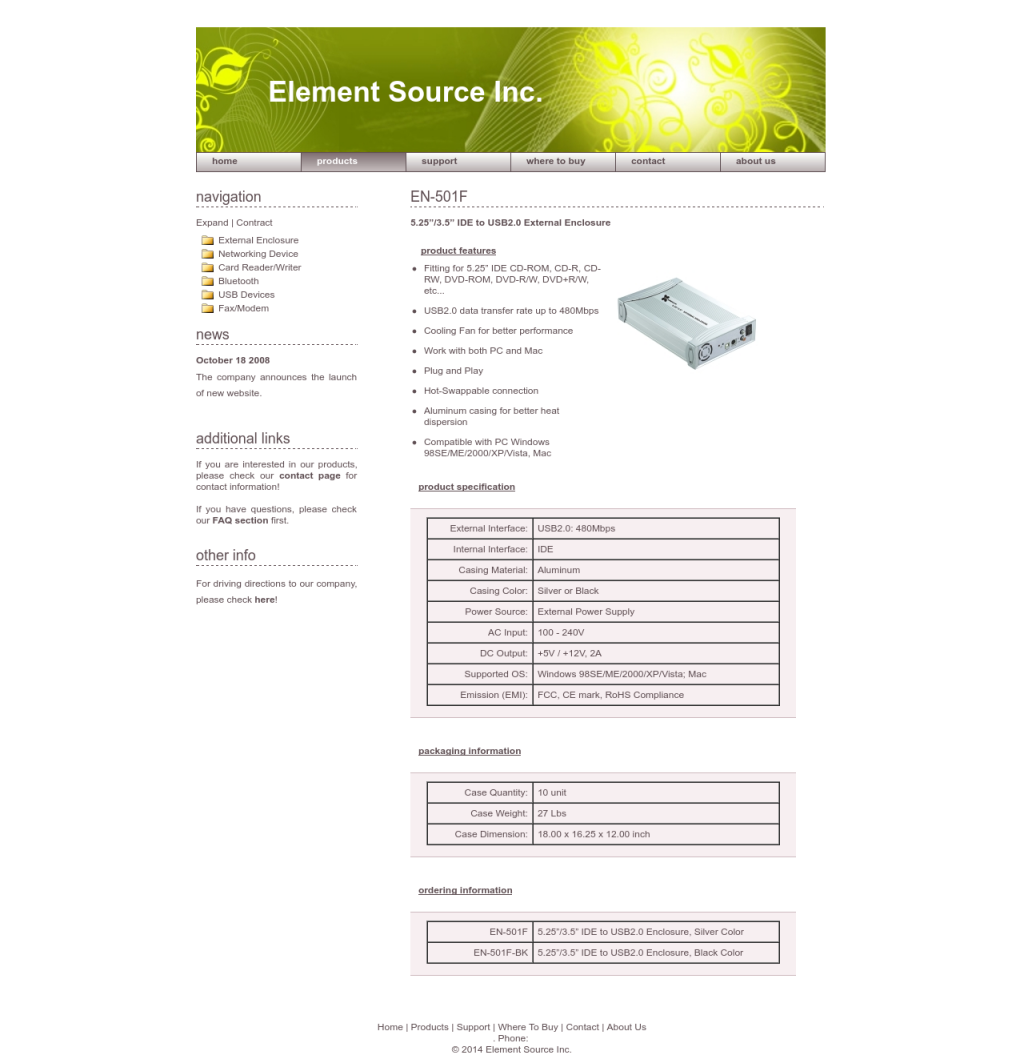 Element Source Inc.
home products support where to buy contact about us
navigation
Expand | Contract
External Enclosure
Networking Device
Card Reader/Writer
Bluetooth
USB Devices
Fax/Modem
news
October 18 2008
The company announces the launch
of new website.
additional links
If you are interested in our products,
please check our contact page for
contact information!
If you have questions, please check
our FAQ section first.
other info
For driving directions to our company,
please check here!
EN-501F
5.25"/3.5" IDE to USB2.0 External Enclosure
product features
Fitting for 5.25" IDE CD-ROM, CD-R, CD-
RW, DVD-ROM, DVD-R/W, DVD+R/W,
etc...
USB2.0 data transfer rate up to 480Mbps
Cooling Fan for better performance
Work with both PC and Mac
Plug and Play
Hot-Swappable connection
Aluminum casing for better heat
dispersion
Compatible with PC Windows
98SE/ME/2000/XP/Vista, Mac
product specification
External Interface: USB2.0: 480Mbps
Internal Interface: IDE
Casing Material: Aluminum
Casing Color: Silver or Black
Power Source: External Power Supply
AC Input: 100 - 240V
DC Output: +5V / +12V, 2A
Supported OS: Windows 98SE/ME/2000/XP/Vista; Mac
Emission (EMI): FCC, CE mark, RoHS Compliance
packaging information
Case Quantity: 10 unit
Case Weight: 27 Lbs
Case Dimension: 18.00 x 16.25 x 12.00 inch
ordering information
EN-501F 5.25"/3.5" IDE to USB2.0 Enclosure, Silver Color
EN-501F-BK 5.25"/3.5" IDE to USB2.0 Enclosure, Black Color
Home | Products | Support | Where To Buy | Contact | About Us
. Phone:
© 2014 Element Source Inc.